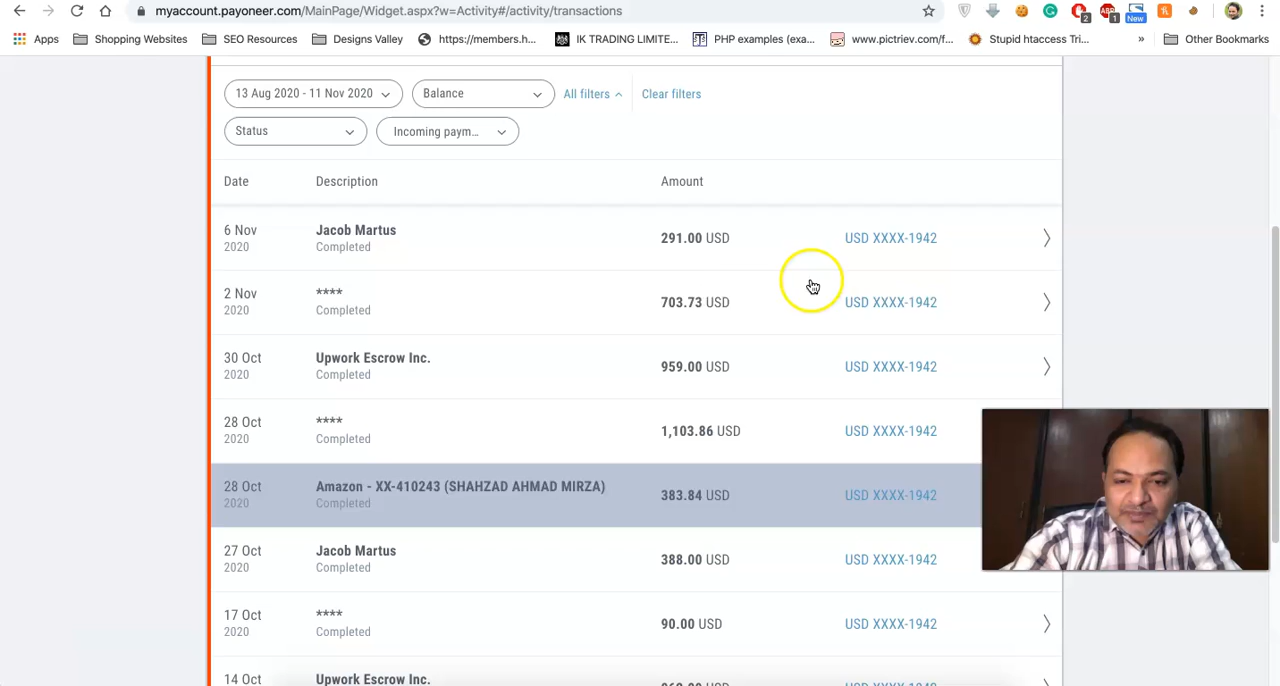 myaccount.payoneer.com/MainPage/Widget.aspx?w=Activity#/activity/transactions
2
1
New
Apps
Shopping Websites
SEO Resources
Designs Valley
https://members.h...
IK TRADING LIMITE...
PHP examples (exa...
www.pictriev.com/f...
Stupid htaccess Tri...
»
Other Bookmarks
13 Aug 2020 - 11 Nov 2020
Balance
All filters
Clear filters
Status
Incoming paym...
Date
Description
Amount
6 Nov
2020
Jacob Martus
Completed
291.00 USD
USD XXXX-1942
2 Nov
2020
****
Completed
703.73 USD
USD XXXX-1942
30 Oct
2020
Upwork Escrow Inc.
Completed
959.00 USD
USD XXXX-1942
28 Oct
2020
****
Completed
1,103.86 USD
USD XXXX-1942
28 Oct
2020
Amazon - XX-410243 (SHAHZAD AHMAD MIRZA)
Completed
383.84 USD
USD XXXX-1942
27 Oct
2020
Jacob Martus
Completed
388.00 USD
USD XXXX-1942
17 Oct
2020
****
Completed
90.00 USD
USD XXXX-1942
14 Oct
Upwork Escrow Inc.